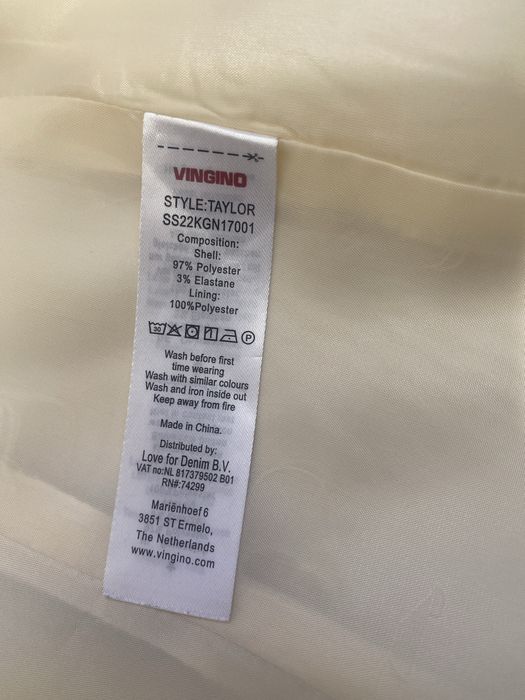 VINGINO
STYLE:TAYLOR
SS22KGN17001
Composition:
Shell:
97% Polyester
3% Elastane
Lining:
100%Polyester
30 P
Wash before first
time wearing
Wash with similar colours
Wash and iron inside out
Keep away from fire
Made in China.
Distributed by:
Love for Denim B.V.
VAT no:NL 817379502 B01
RN#:74299
Mariënhoef 6
3851 ST Ermelo,
The Netherlands
www.vingino.com